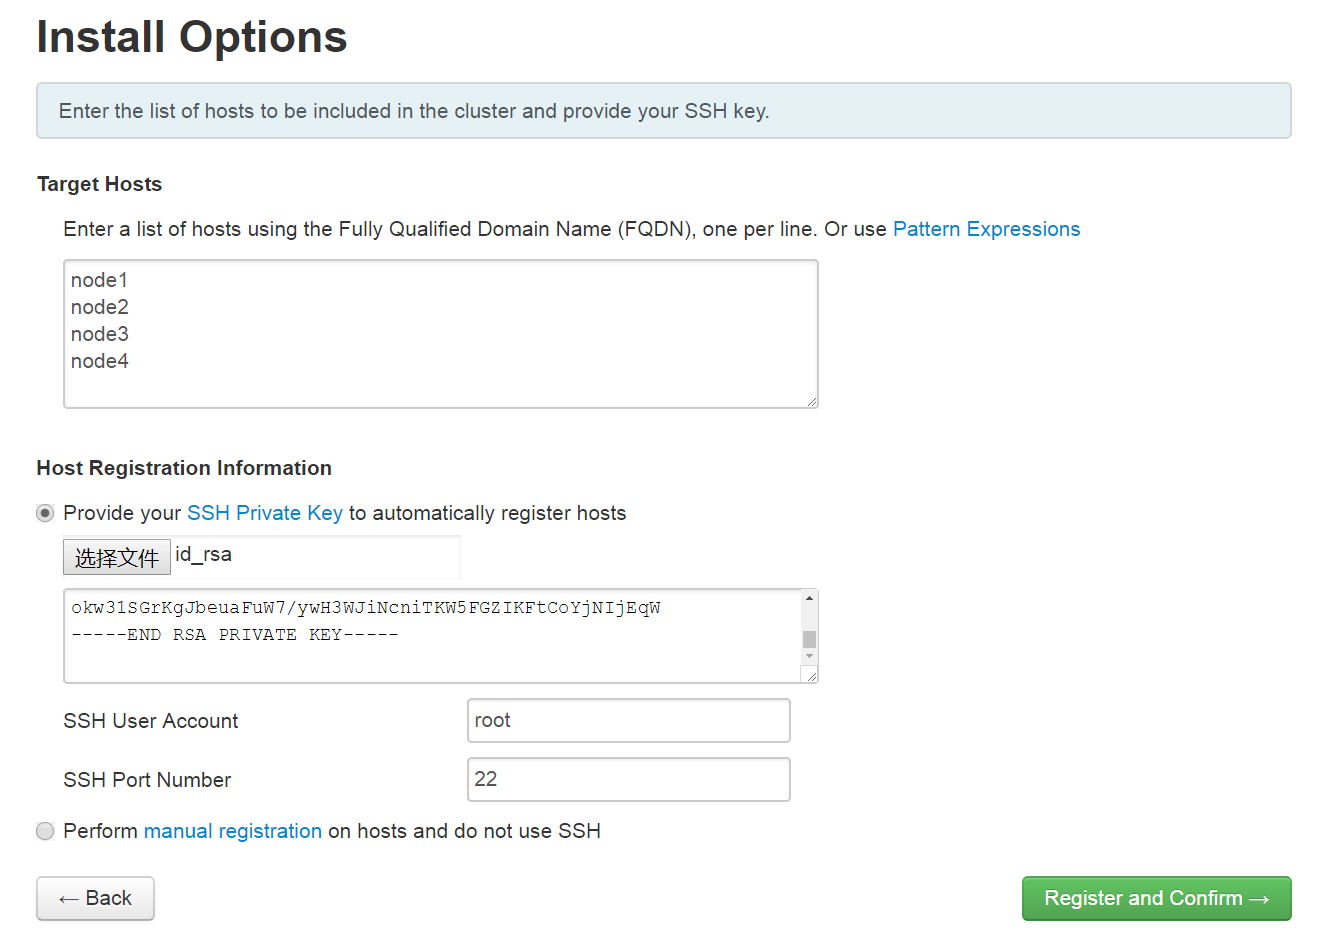 Install Options
Enter the list of hosts to be included in the cluster and provide your SSH key.
Target Hosts
Enter a list of hosts using the Fully Qualified Domain Name (FQDN), one per line. Or use Pattern Expressions
node1
node2
node3
node4
Host Registration Information
Provide your SSH Private Key to automatically register hosts
选择文件 id_rsa
okw31SGrKgJbeuaFuW7/ywH3WJiNcniTKW5FGZIKFtCoYjNIjEqW
-----END RSA PRIVATE KEY-----
SSH User Account root
SSH Port Number 22
Perform manual registration on hosts and do not use SSH
← Back
Register and Confirm →